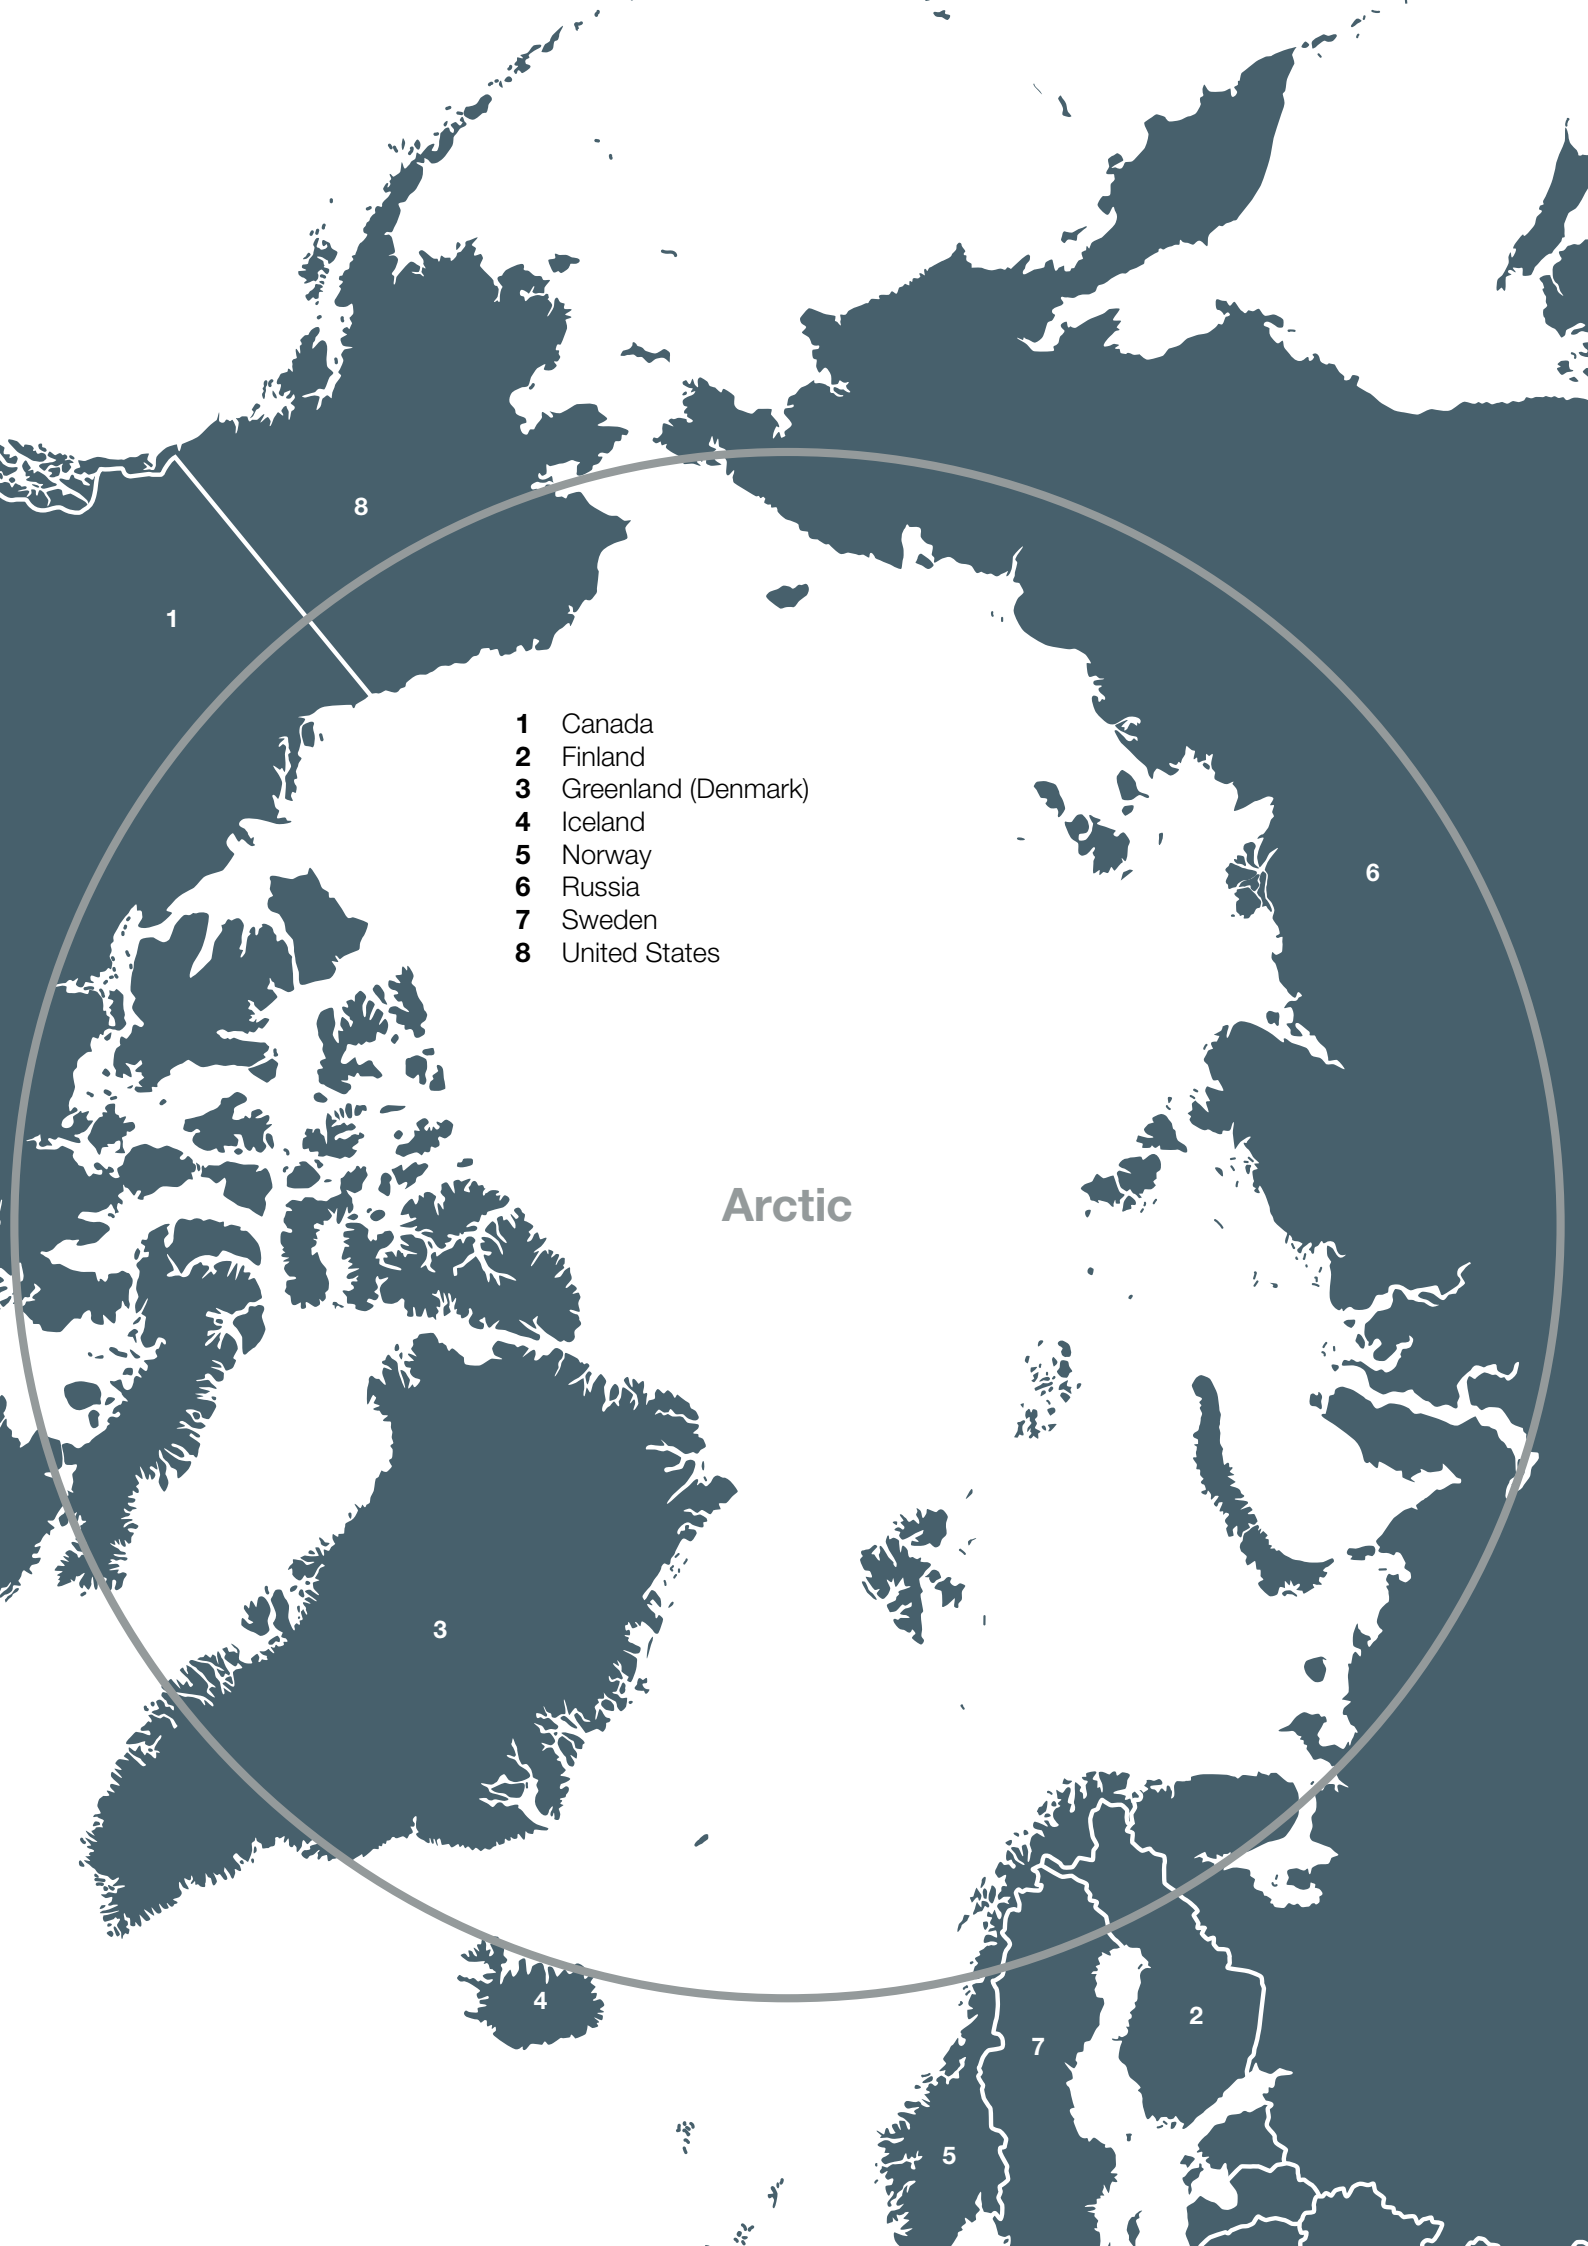 8
1
1 Canada
2 Finland
3 Greenland (Denmark)
4 Iceland
5 Norway
6 Russia
7 Sweden
8 United States
6
Arctic
3
4
2
7
5